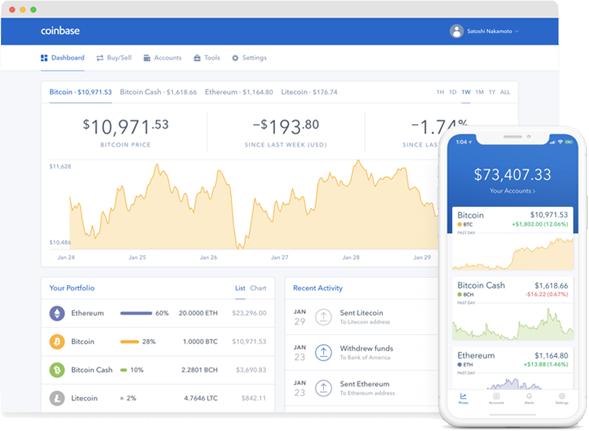 coinbase
Satoshi Nakamoto
Dashboard Buy/Sell Accounts Tools Settings
Bitcoin · $10,971.53 Bitcoin Cash · $1,618.66 Ethereum · $1,164.80 Litecoin · $176.74 1H 1D 1W 1M 1Y ALL
$10,971.53 −$193.80 −1.74%
BITCOIN PRICE SINCE LAST WEEK (USD) SINCE LAS
$11,628
$10,486
Jan 24 Jan 25 Jan 26 Jan 27 Jan 28 Jan 29
Your Portfolio List Chart
Ethereum 60% 20.0000 ETH $23,296.00
Bitcoin 28% 1.0000 BTC $10,971.53
Bitcoin Cash 10% 2.2801 BCH $3,690.83
Litecoin 2% 4.7646 LTC $842.11
Recent Activity
JAN 29 Sent Litecoin
To Litecoin address
JAN 23 Withdrew funds
To Bank of America
JAN 23 Sent Ethereum
To Ethereum address
1:04
$73,407.33
Your Accounts
Bitcoin $10,971.53
BTC +$1,802.00 (12.06%)
PAST DAY
Bitcoin Cash $1,618.66
BCH -$16.22 (0.67%)
PAST DAY
Ethereum $1,164.80
ETH +$13.88 (1.46%)
PAST DAY
Prices Accounts Alerts Settings